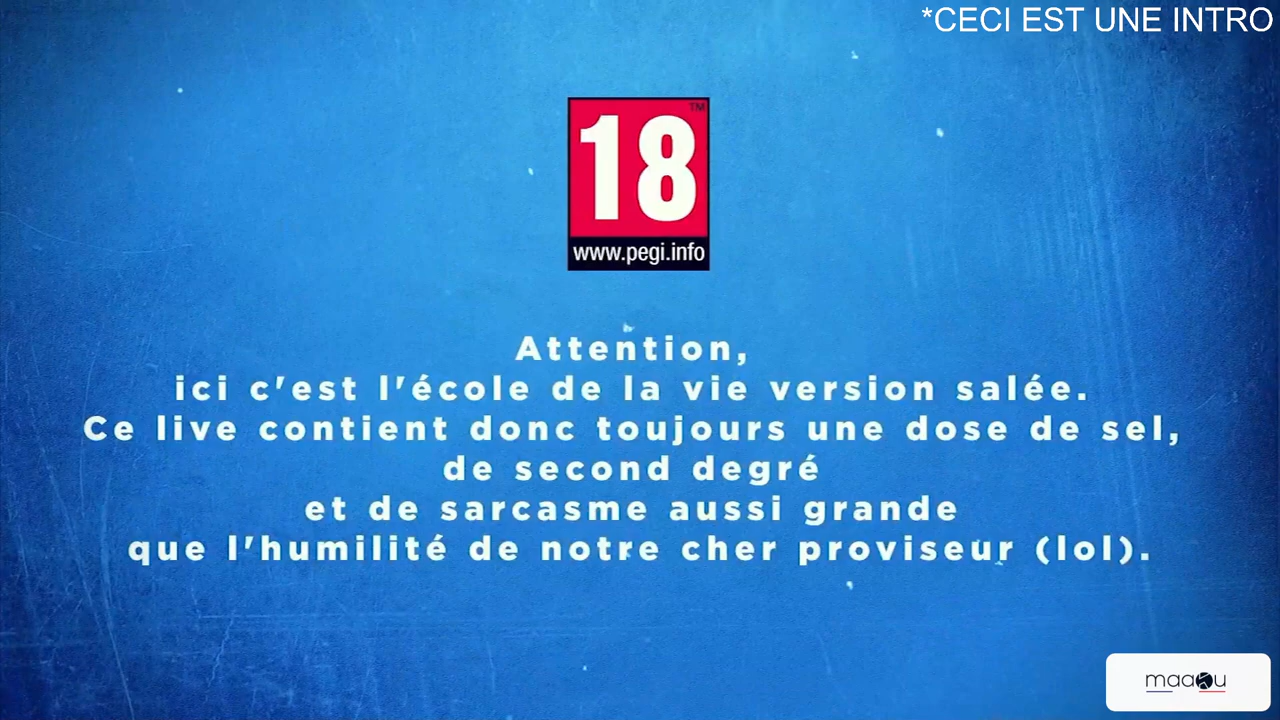 *CECI EST UNE INTRO
18
TM
www.pegi.info
Attention,
ici c'est l'école de la vie version salée.
Ce live contient donc toujours une dose de sel,
de second degré
et de sarcasme aussi grande
que l'humilité de notre cher proviseur (lol).
maaKu